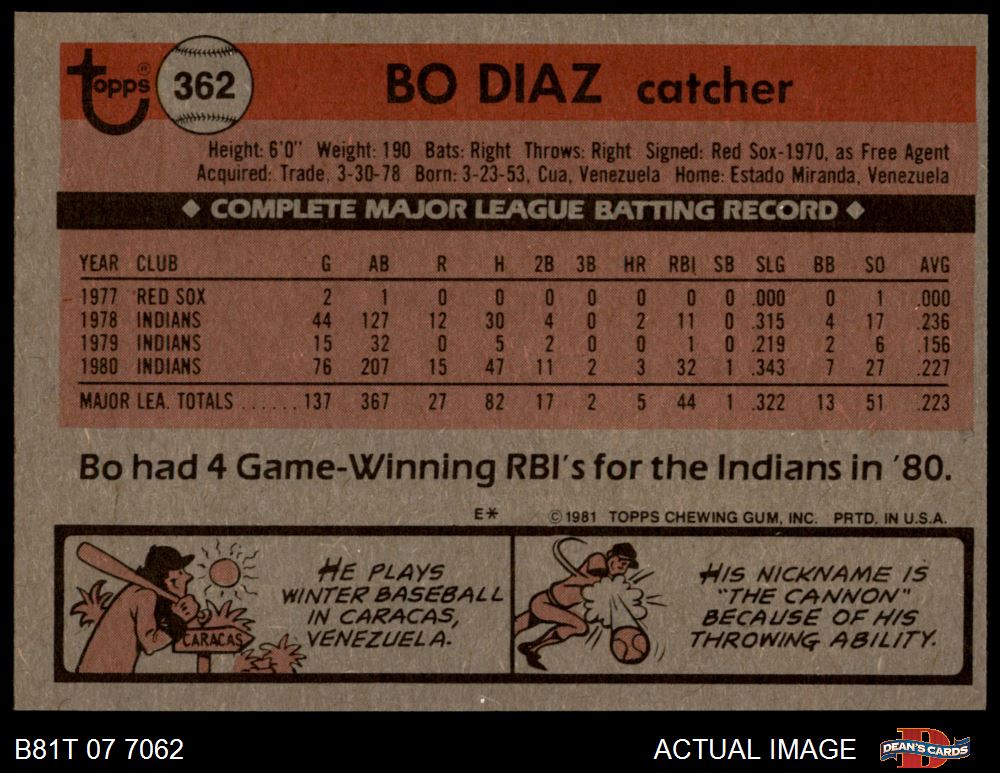 Topps®
362
BO DIAZ catcher
Height: 6'0" Weight: 190 Bats: Right Throws: Right Signed: Red Sox-1970, as Free Agent
Acquired: Trade, 3-30-78 Born: 3-23-53, Cua, Venezuela Home: Estado Miranda, Venezuela
◆ COMPLETE MAJOR LEAGUE BATTING RECORD ◆
YEAR CLUB G AB R H 2B 3B HR RBI SB SLG BB SO AVG
1977 RED SOX 2 1 0 0 0 0 0 0 0 .000 0 1 .000
1978 INDIANS 44 127 12 30 4 0 2 11 0 .315 4 17 .236
1979 INDIANS 15 32 0 5 2 0 0 1 0 .219 2 6 .156
1980 INDIANS 76 207 15 47 11 2 3 32 1 .343 7 27 .227
MAJOR LEA. TOTALS ...... 137 367 27 82 17 2 5 44 1 .322 13 51 .223
Bo had 4 Game-Winning RBI's for the Indians in '80.
E* © 1981 TOPPS CHEWING GUM, INC. PRTD. IN U.S.A.
HE PLAYS
WINTER BASEBALL
IN CARACAS,
VENEZUELA.
CARACAS
HIS NICKNAME IS
"THE CANNON"
BECAUSE OF HIS
THROWING ABILITY.
B81T 07 7062
ACTUAL IMAGE
DEAN'S CARDS